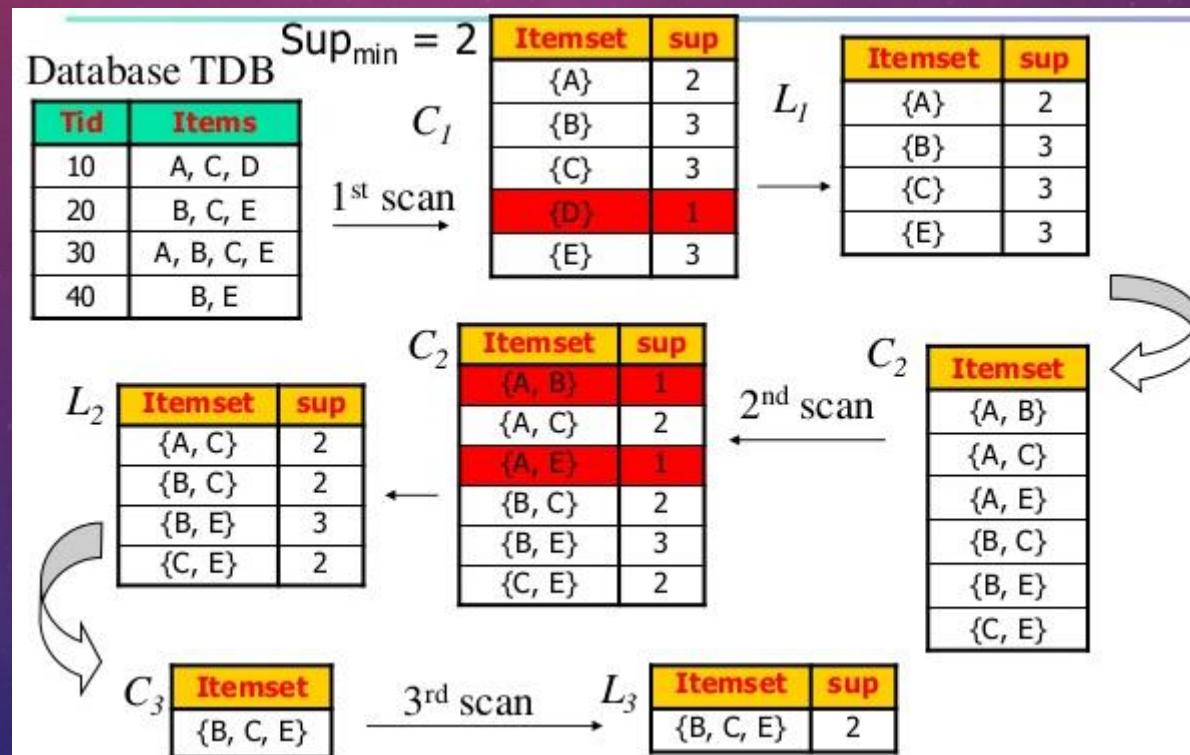 Sup_min = 2
Database TDB
Tid Items
10 A, C, D
20 B, C, E
30 A, B, C, E
40 B, E
1st scan
C1
Itemset sup
{A} 2
{B} 3
{C} 3
{D} 1
{E} 3
L1
Itemset sup
{A} 2
{B} 3
{C} 3
{E} 3
C2
Itemset
{A, B}
{A, C}
{A, E}
{B, C}
{B, E}
{C, E}
2nd scan
C2
Itemset sup
{A, B} 1
{A, C} 2
{A, E} 1
{B, C} 2
{B, E} 3
{C, E} 2
L2
Itemset sup
{A, C} 2
{B, C} 2
{B, E} 3
{C, E} 2
C3
Itemset
{B, C, E}
3rd scan
L3
Itemset sup
{B, C, E} 2